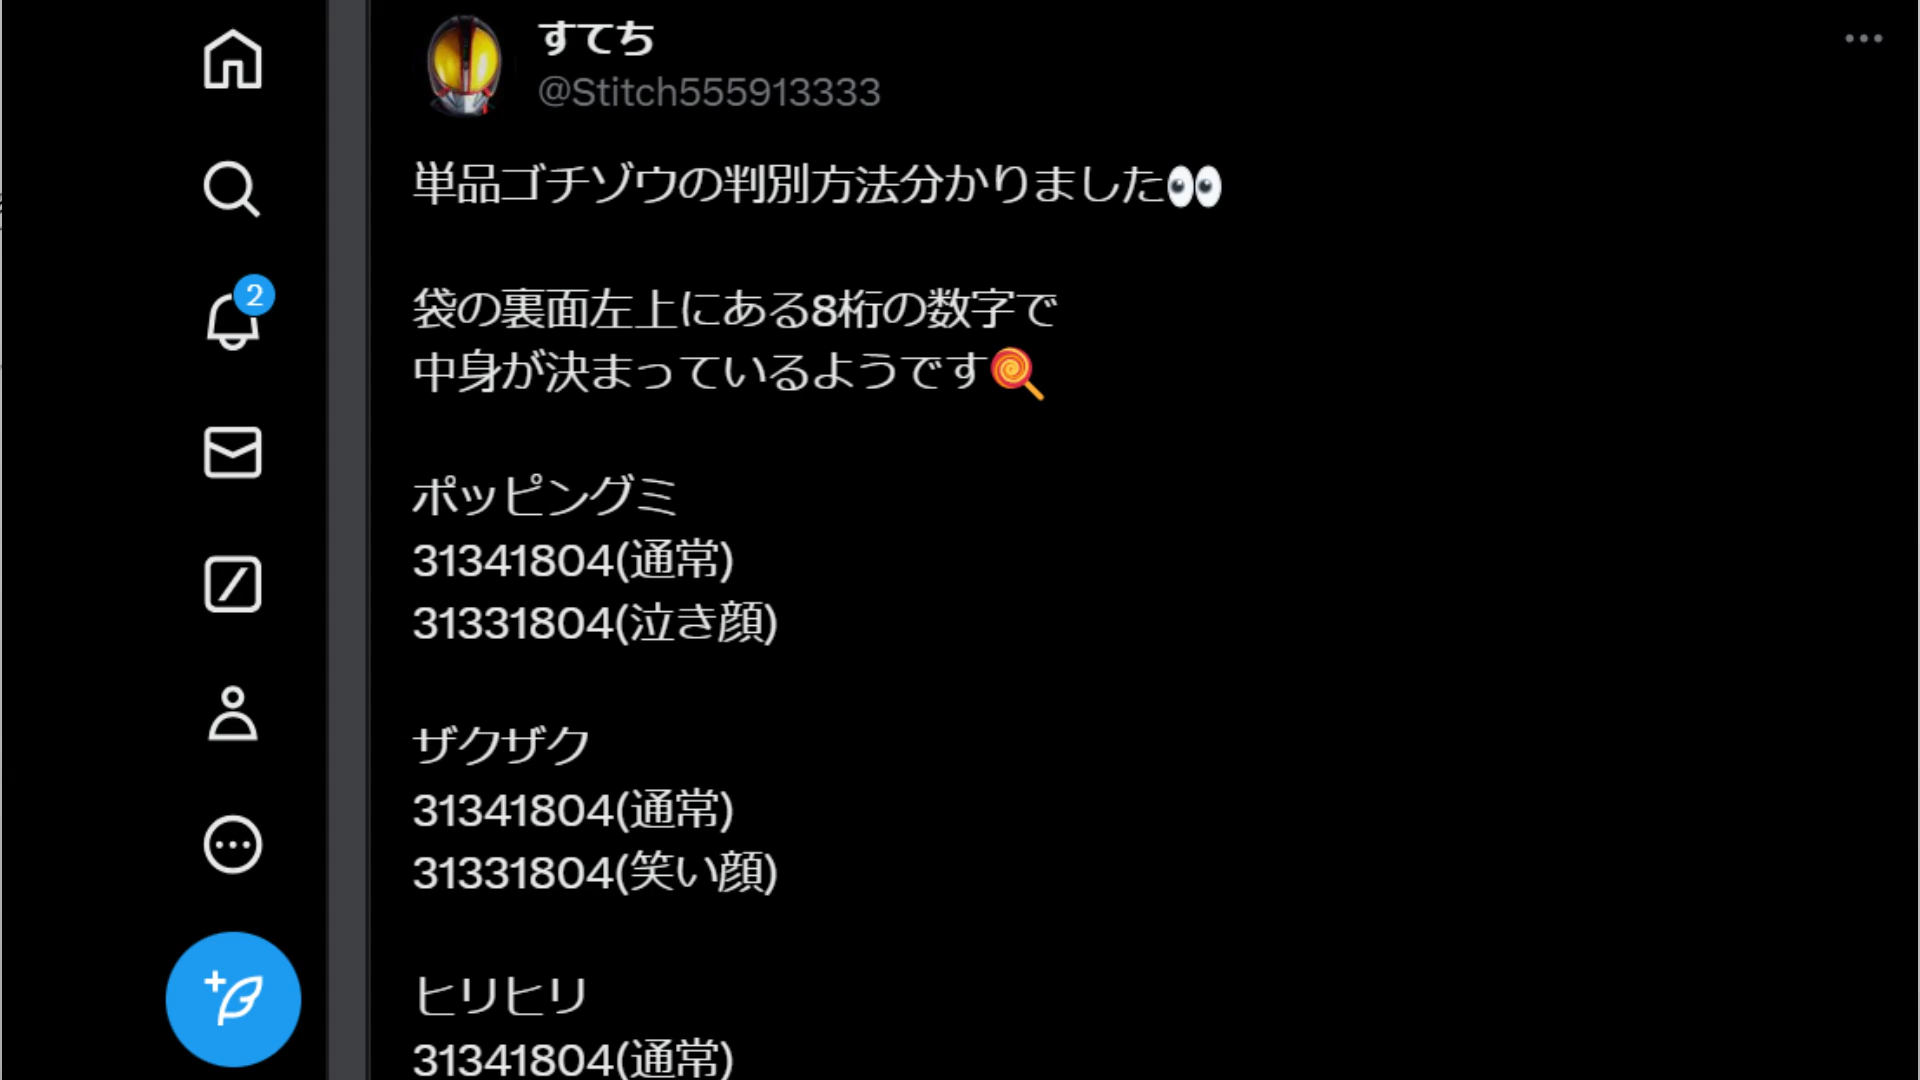 すてち
@Stitch555913333
単品ゴチゾウの判別方法分かりました👀
袋の裏面左上にある8桁の数字で
中身が決まっているようです🍭
ポッピングミ
31341804(通常)
31331804(泣き顔)
ザクザク
31341804(通常)
31331804(笑い顔)
ヒリヒリ
31341804(通常)
2